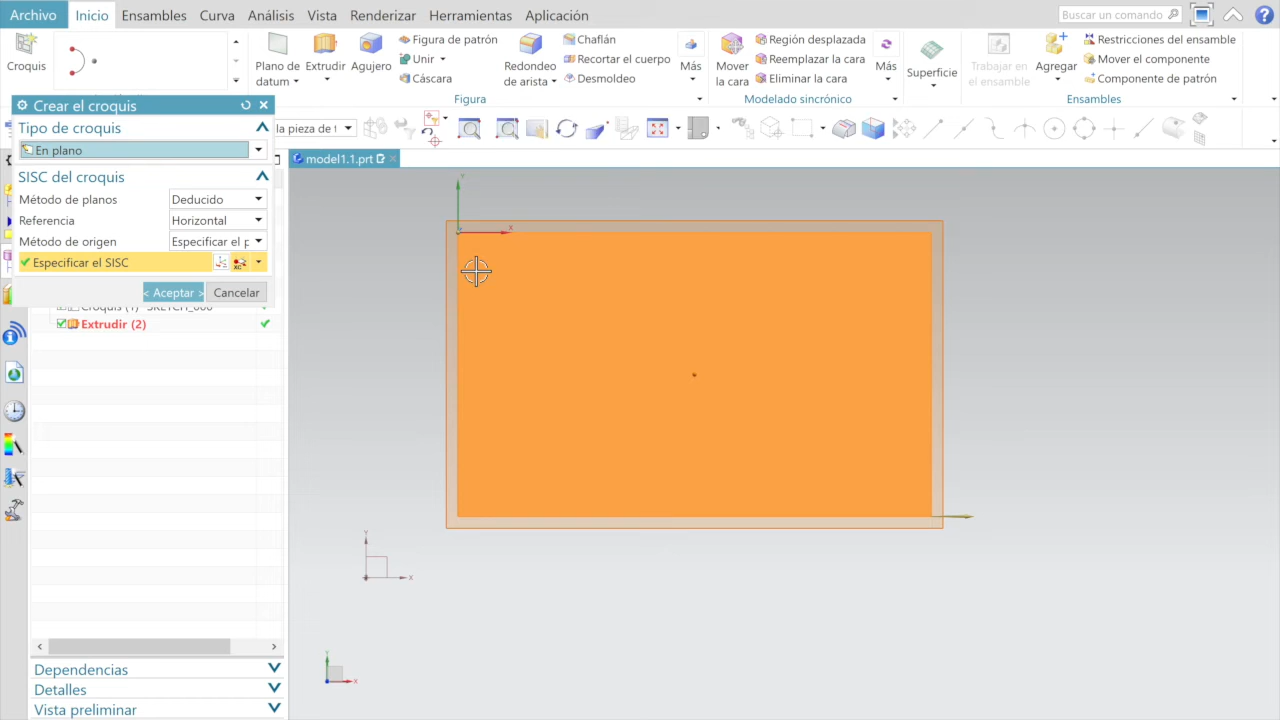 Archivo
Inicio
Ensambles
Curva
Análisis
Vista
Renderizar
Herramientas
Aplicación
Buscar un comando
Croquis
Plano de
datum
Extrudir
Agujero
Figura de patrón
Unir
Cáscara
Redondeo
de arista
Chaflán
Recortar el cuerpo
Desmoldeo
Más
Figura
Mover
la cara
Región desplazada
Reemplazar la cara
Eliminar la cara
Más
Modelado sincrónico
Superficie
Trabajar en
el ensamble
Agregar
Restricciones del ensamble
Mover el componente
Componente de patrón
Ensambles
Crear el croquis
Tipo de croquis
En plano
SISC del croquis
Método de planos
Deducido
Referencia
Horizontal
Método de origen
Especificar el p
Especificar el SISC
< Aceptar >
Cancelar
la pieza de t
model1.1.prt
Extrudir (2)
Dependencias
Detalles
Vista preliminar
Y
X
Y
X
Y
X